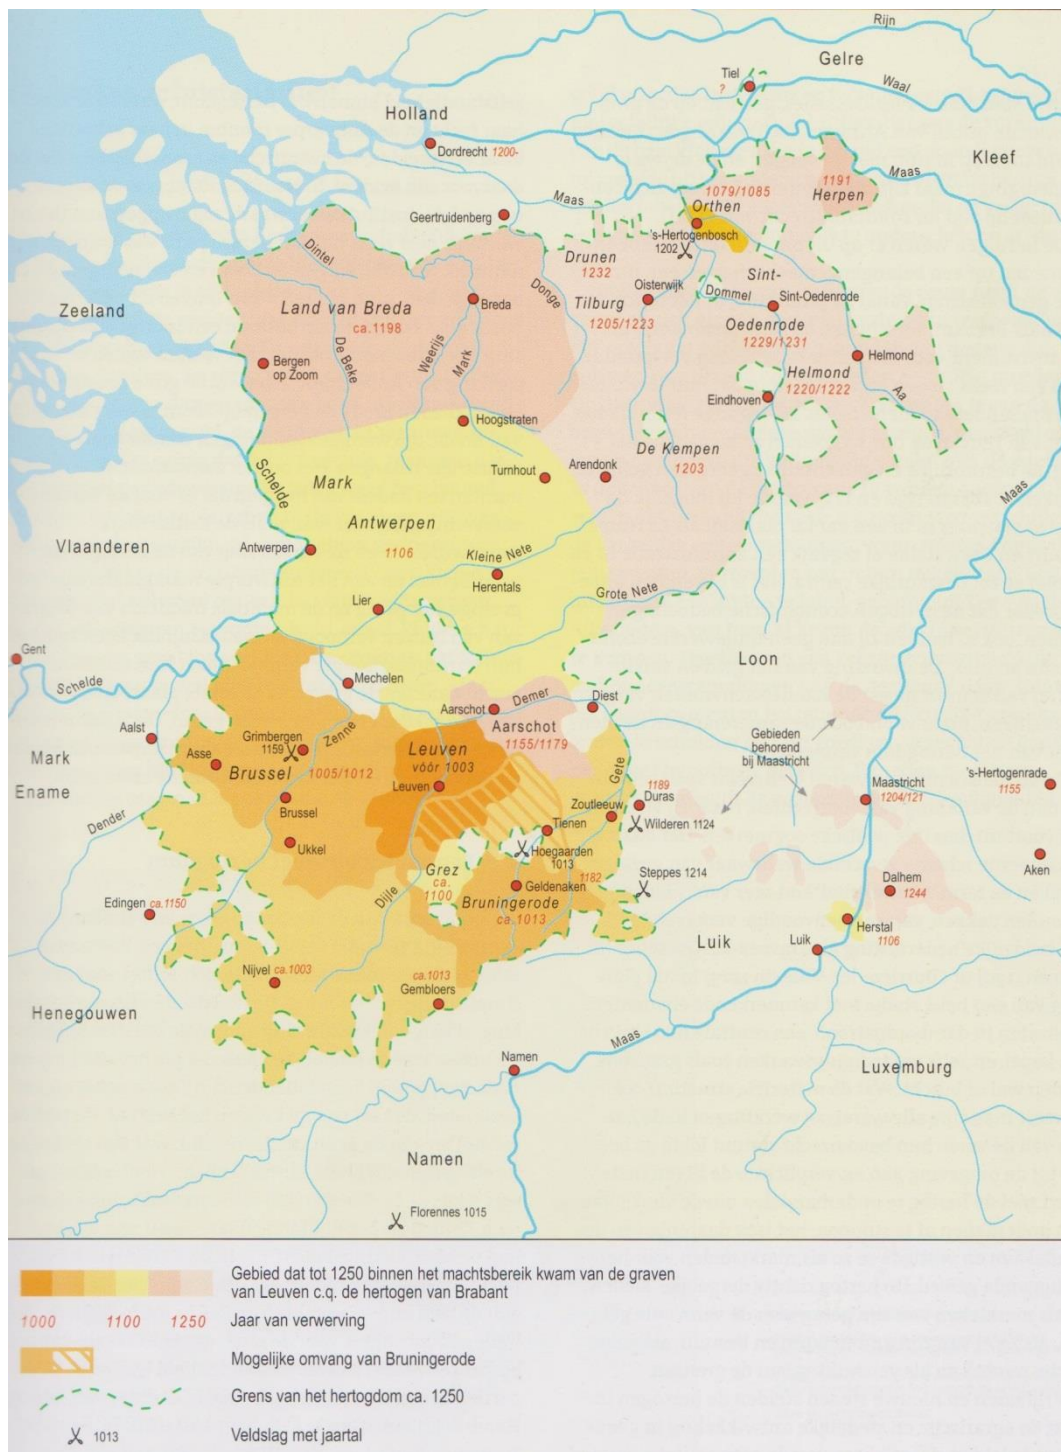 Rijn
Gelre
Tiel
?
Waal
Holland
Dordrecht 1200-
Kleef
Maas
Maas
1079/1085
Orthen
1191
Herpen
Geertruidenberg
's-Hertogenbosch
1202
Drunen
1232
Sint-
Dintel
Donge
Oisterwijk
Dommel
Sint-Oedenrode
Zeeland
Land van Breda
ca.1198
Breda
Tilburg
1205/1223
Oedenrode
1229/1231
De Beke
Weerijs
Mark
Helmond
Bergen
op Zoom
Helmond
1220/1222
Aa
Eindhoven
Hoogstraten
De Kempen
1203
Schelde
Mark
Turnhout
Arendonk
Maas
Antwerpen
1106
Vlaanderen
Antwerpen
Kleine Nete
Herentals
Grote Nete
Lier
Gent
Schelde
Loon
Mechelen
Aalst
Demer
Diest
Aarschot
Aarschot
1155/1179
Grimbergen
1159
Zenne
Gebieden
behorend
bij Maastricht
Mark
Ename
Asse
Brussel
1005/1012
Leuven
vóór 1003
Leuven
Gete
1189
Duras
Maastricht
1204/121
's-Hertogenrade
1155
Brussel
Zoutleeuw
Wilderen 1124
Dender
Tienen
Ukkel
Hoegaarden
1013
Aken
Grez
ca.
1100
1182
Steppes 1214
Dalhem
1244
Geldenaken
Bruningerode
ca.1013
Dijle
Edingen ca.1150
Herstal
1106
Luik
Luik
Nijvel ca.1003
ca.1013
Gembloers
Henegouwen
Maas
Namen
Luxemburg
Namen
Florennes 1015
Gebied dat tot 1250 binnen het machtsbereik kwam van de graven
van Leuven c.q. de hertogen van Brabant
1000 1100 1250 Jaar van verwerving
Mogelijke omvang van Bruningerode
Grens van het hertogdom ca. 1250
1013 Veldslag met jaartal